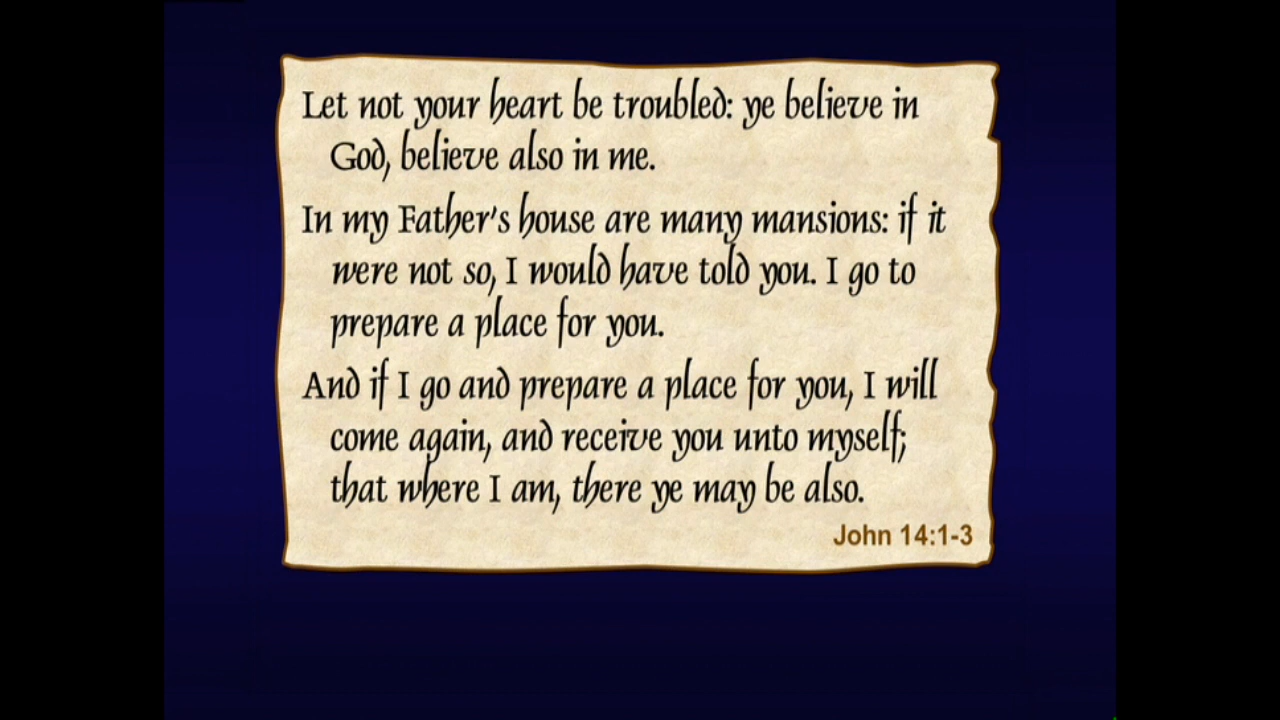 Let not your heart be troubled: ye believe in
God, believe also in me.
In my Father's house are many mansions: if it
were not so, I would have told you. I go to
prepare a place for you.
And if I go and prepare a place for you, I will
come again, and receive you unto myself;
that where I am, there ye may be also.
John 14:1-3